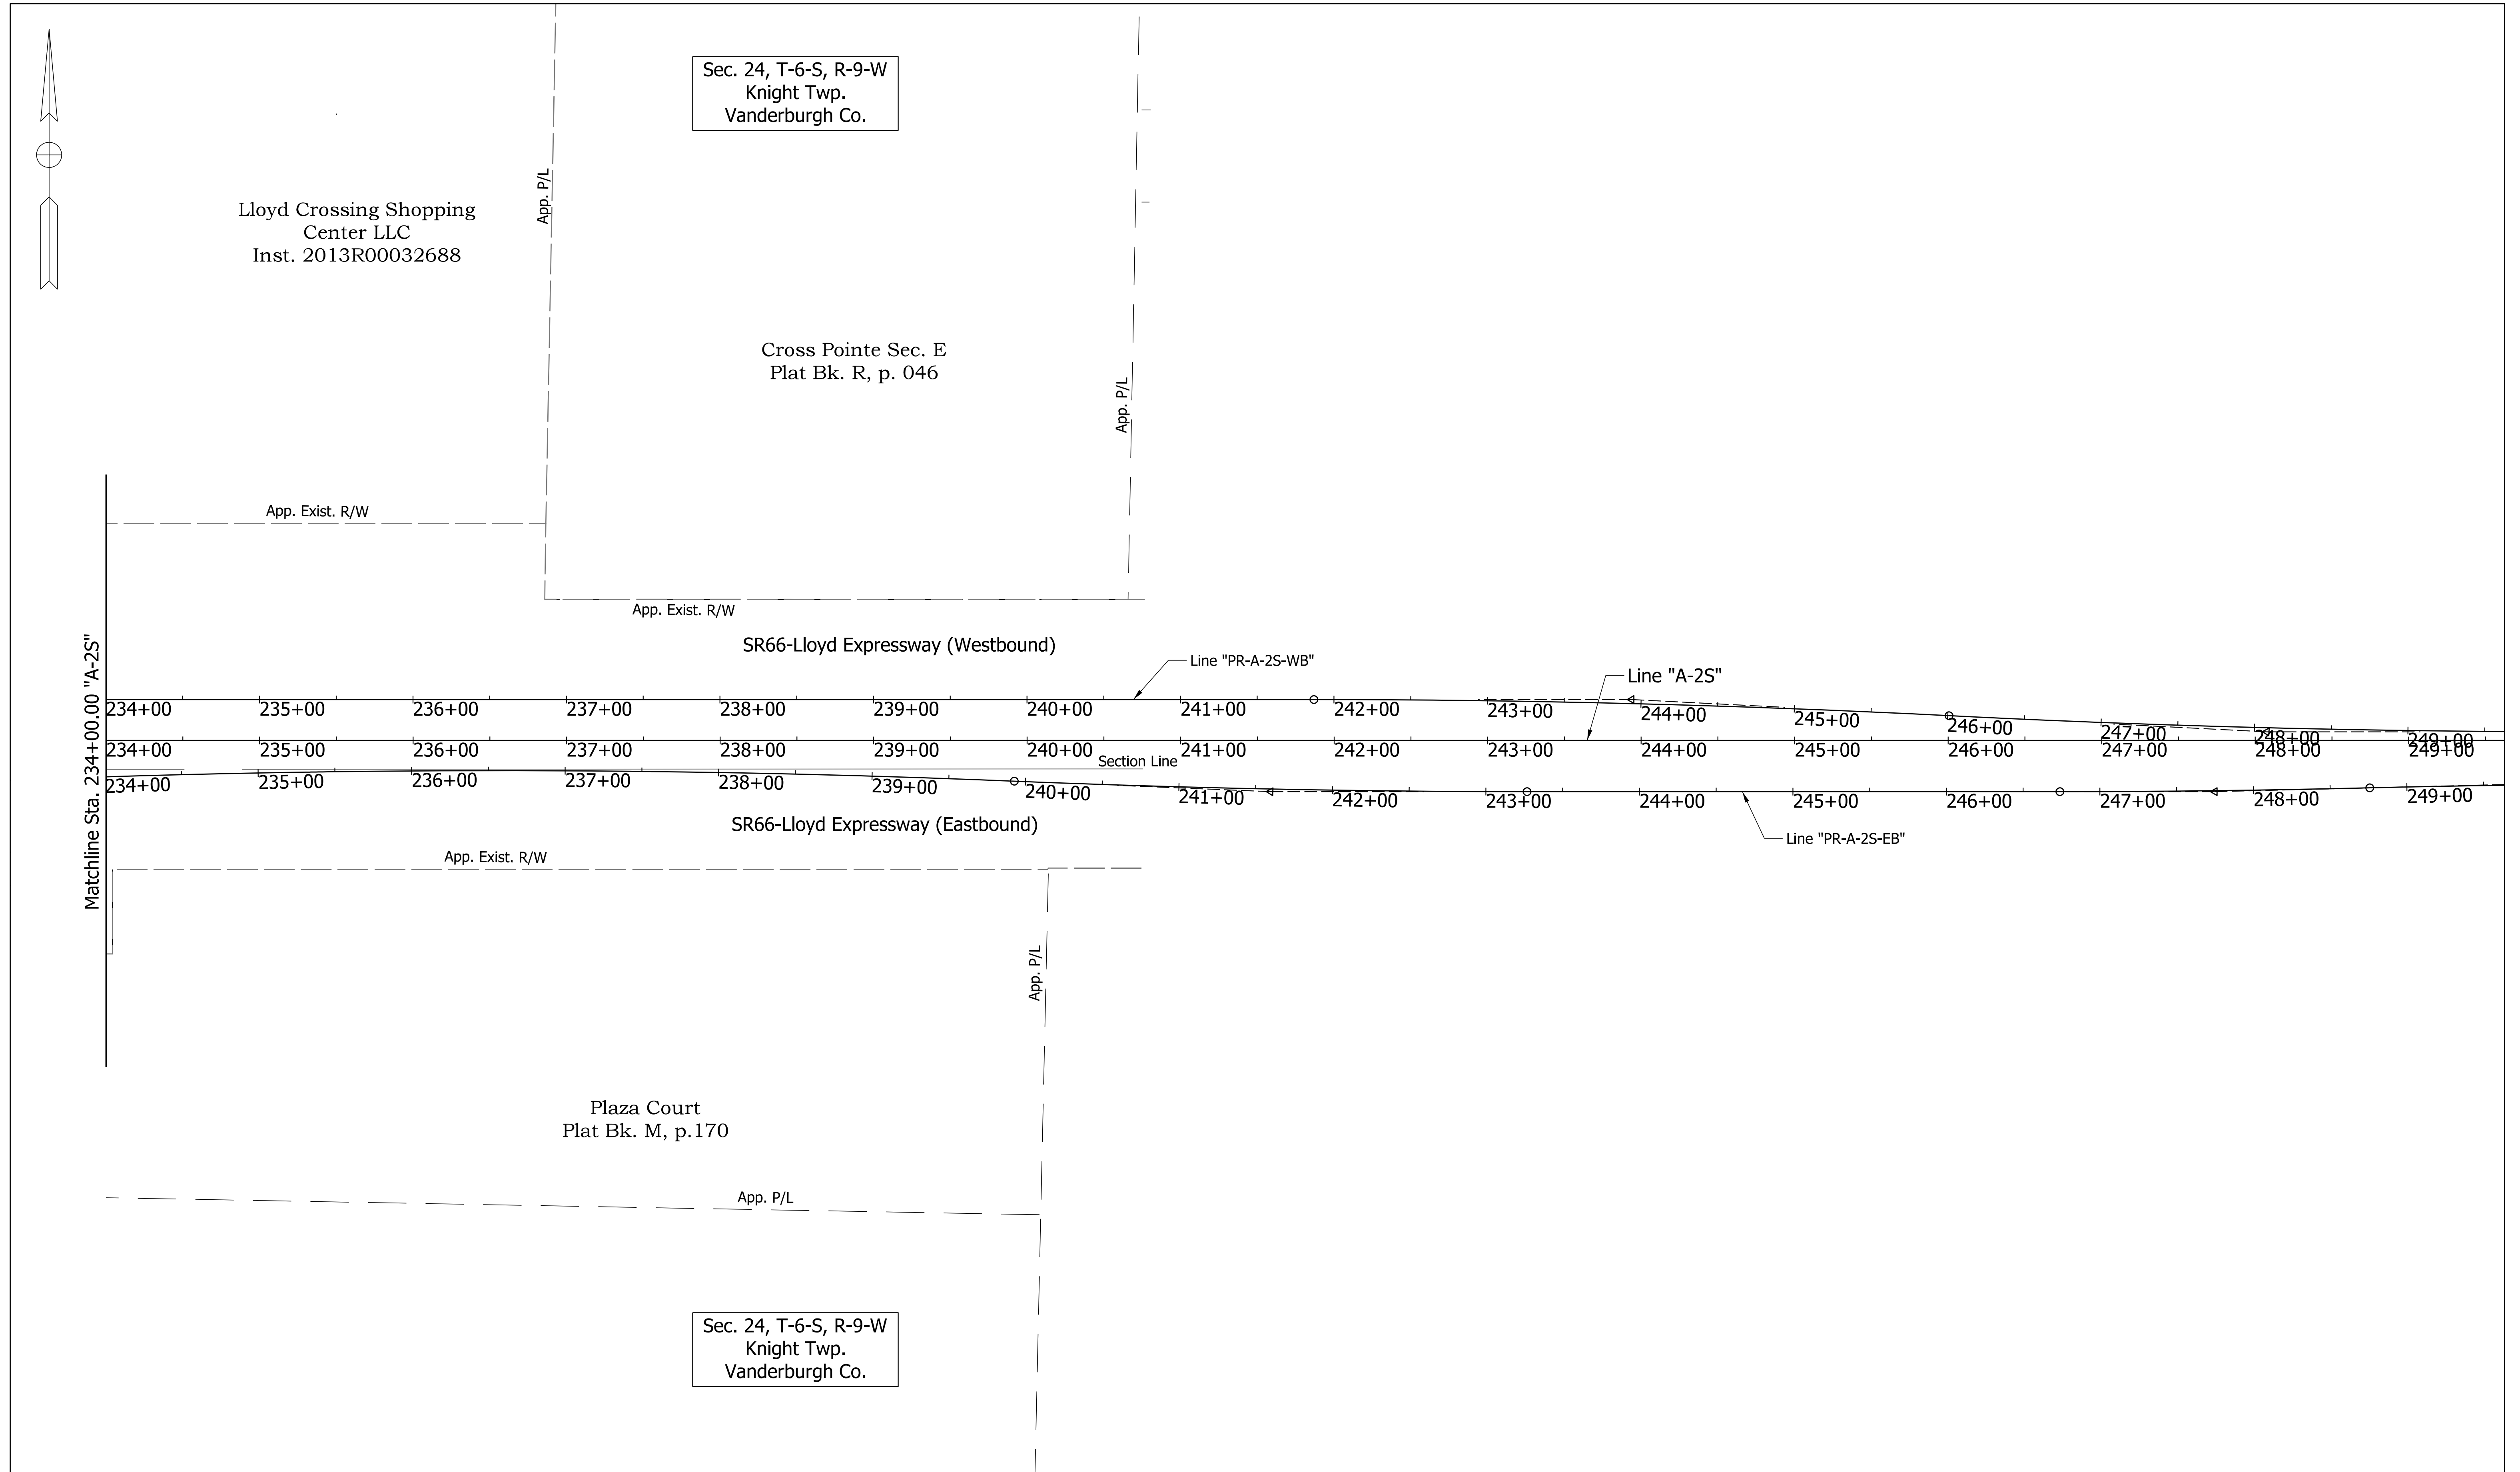 Sec. 24, T-6-S, R-9-W
Knight Twp.
Vanderburgh Co.
App. P/L
Lloyd Crossing Shopping
Center LLC
Inst. 2013R00032688
Cross Pointe Sec. E
Plat Bk. R, p. 046
App. P/L
App. Exist. R/W
App. Exist. R/W
SR66-Lloyd Expressway (Westbound)
Line "PR-A-2S-WB"
Line "A-2S"
Matchline Sta. 234+00.00 "A-2S"
234+00 235+00 236+00 237+00 238+00 239+00 240+00 241+00 242+00 243+00 244+00 245+00 246+00 247+00 248+00 249+00
234+00 235+00 236+00 237+00 238+00 239+00 240+00 241+00 242+00 243+00 244+00 245+00 246+00 247+00 248+00 249+00
Section Line
234+00 235+00 236+00 237+00 238+00 239+00 240+00 241+00 242+00 243+00 244+00 245+00 246+00 247+00 248+00 249+00
SR66-Lloyd Expressway (Eastbound)
Line "PR-A-2S-EB"
App. Exist. R/W
App. P/L
Plaza Court
Plat Bk. M, p.170
App. P/L
Sec. 24, T-6-S, R-9-W
Knight Twp.
Vanderburgh Co.